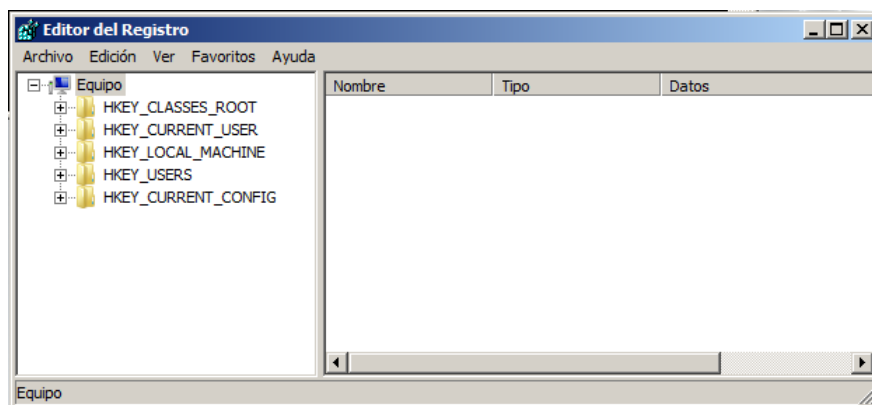 Editor del Registro
Archivo Edición Ver Favoritos Ayuda
Equipo
HKEY_CLASSES_ROOT
HKEY_CURRENT_USER
HKEY_LOCAL_MACHINE
HKEY_USERS
HKEY_CURRENT_CONFIG
Nombre Tipo Datos
Equipo